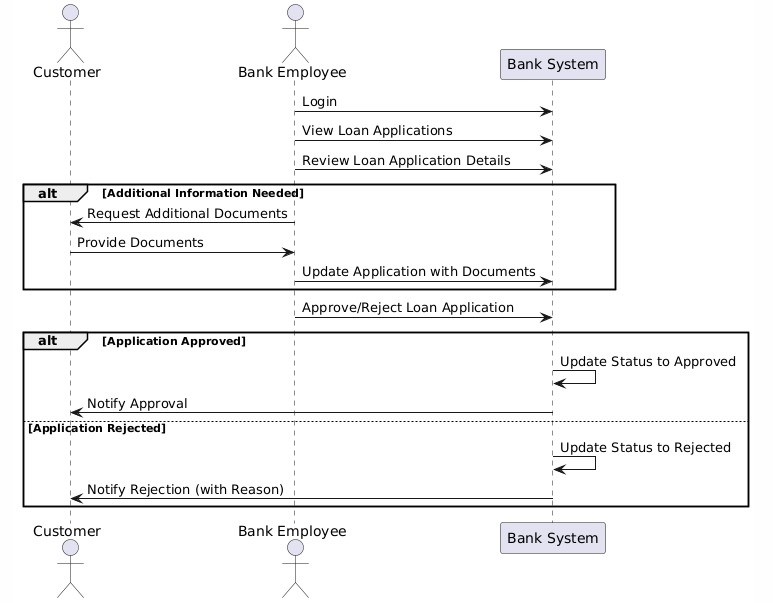 Customer
Bank Employee
Bank System
Login
View Loan Applications
Review Loan Application Details
alt [Additional Information Needed]
Request Additional Documents
Provide Documents
Update Application with Documents
Approve/Reject Loan Application
alt [Application Approved]
Update Status to Approved
Notify Approval
[Application Rejected]
Update Status to Rejected
Notify Rejection (with Reason)
Customer
Bank Employee
Bank System